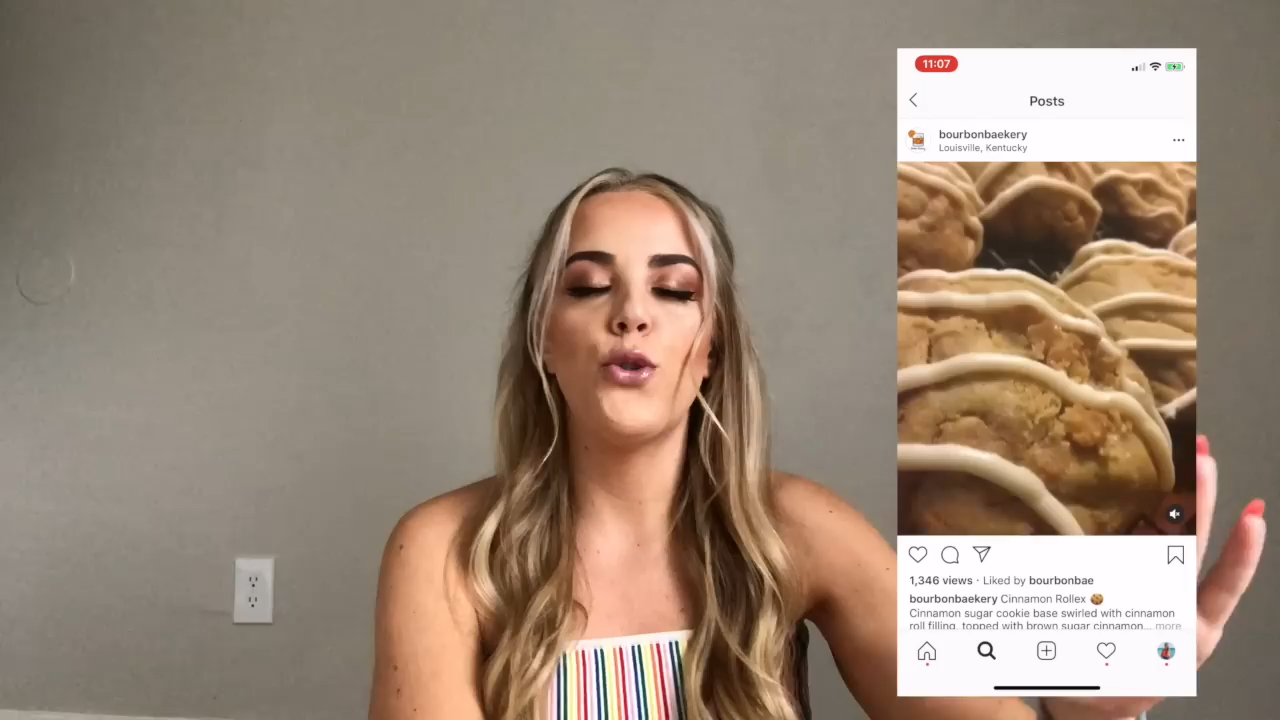 11:07
Posts
bourbonbaekery
Louisville, Kentucky
1,346 views · Liked by bourbonbae
bourbonbaekery Cinnamon Rollex 🍪
Cinnamon sugar cookie base swirled with cinnamon
roll filling, topped with brown sugar cinnamon... more